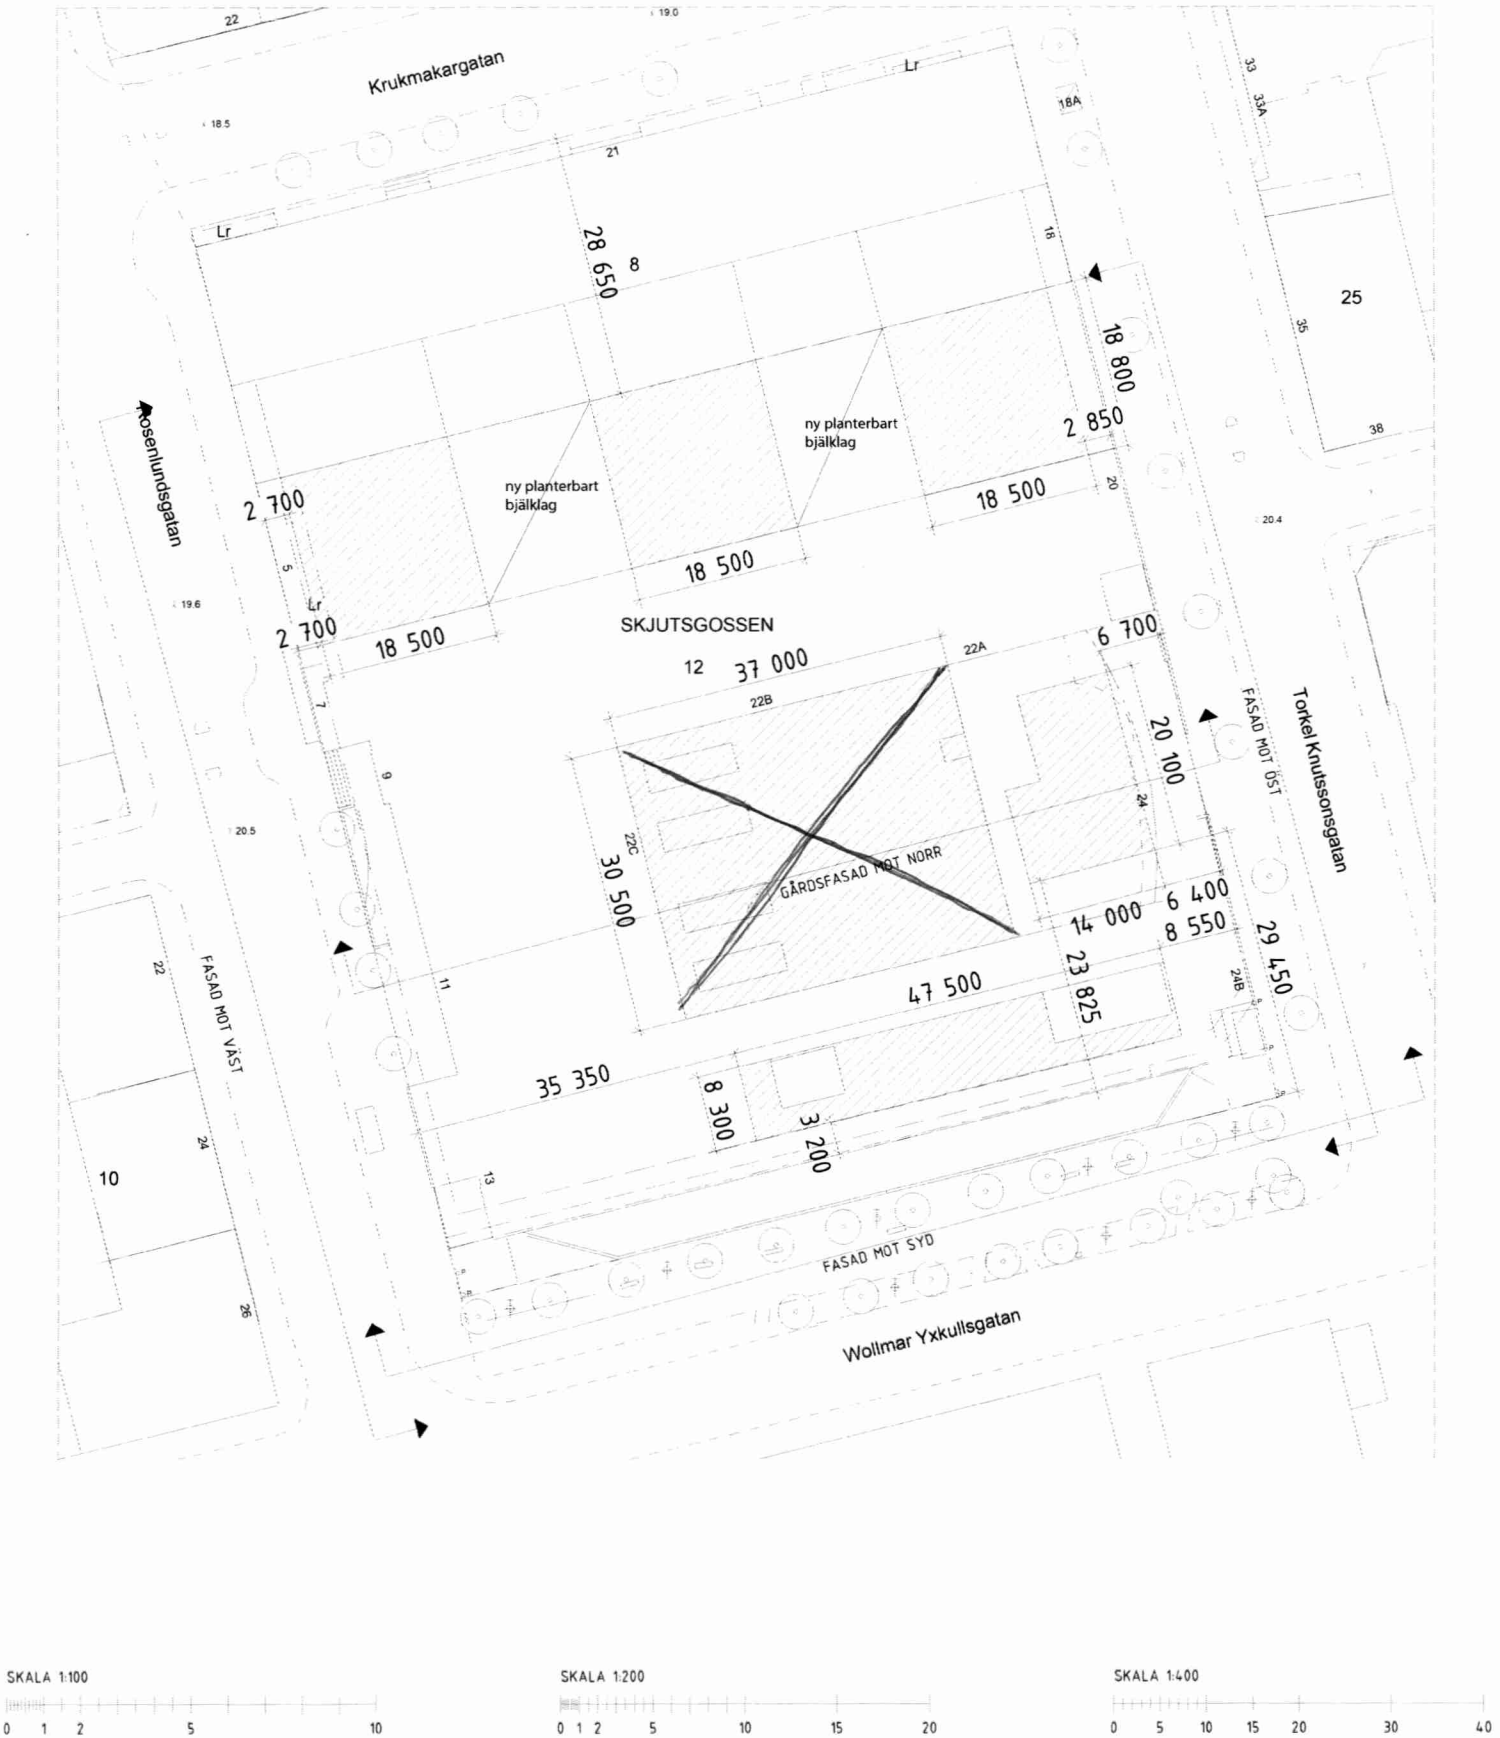 22
19.0
Krukmakargatan
Lr
33
33A
18A
18.5
21
Lr
28 650
8
18
25
35
18 800
2 850
38
ny planterbart
bjälklag
Rosenlundsgatan
2 700
ny planterbart
bjälklag
18 500
20
20.4
5
18 500
19.6
Lr
2 700
18 500
SKJUTSGOSSEN
12
37 000
22A
6 700
22B
7
20 100
FASAD MOT ÖST
Torkel Knutssonsgatan
9
24
20.5
22C
30 500
GÅRDSFASAD MOT NORR
14 000
6 400
8 550
29 450
22
FASAD MOT VÄST
11
47 500
23 825
24B
35 350
8 300
3 200
24
10
13
FASAD MOT SYD
26
Wollmar Yxkullsgatan
SKALA 1:100
0 1 2 5 10
SKALA 1:200
0 1 2 5 10 15 20
SKALA 1:400
0 5 10 15 20 30 40